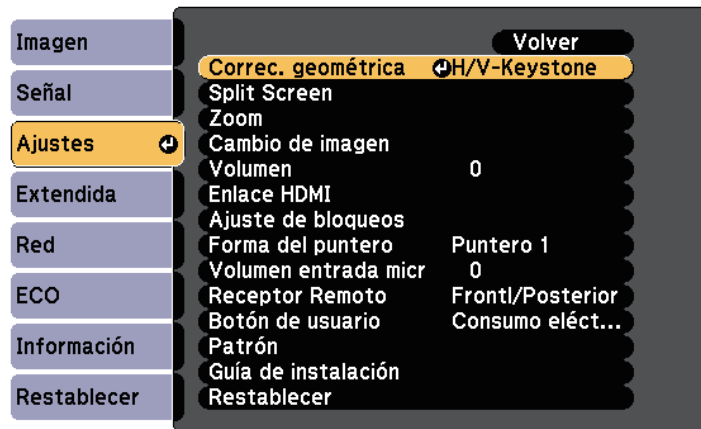 Imagen
Señal
Ajustes
Extendida
Red
ECO
Información
Restablecer
Volver
Correc. geométrica H/V-Keystone
Split Screen
Zoom
Cambio de imagen
Volumen 0
Enlace HDMI
Ajuste de bloqueos
Forma del puntero Puntero 1
Volumen entrada micr 0
Receptor Remoto Frontl/Posterior
Botón de usuario Consumo eléct...
Patrón
Guía de instalación
Restablecer